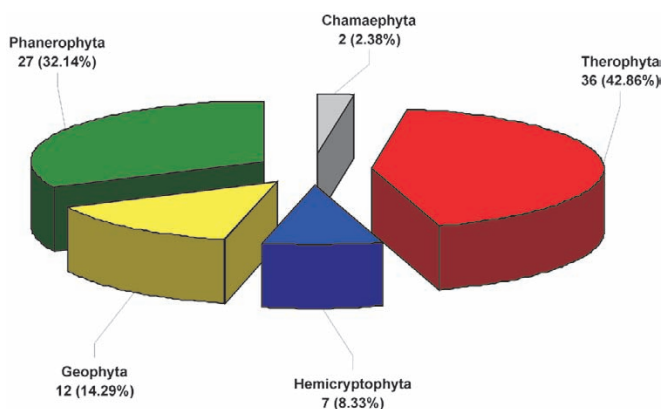 Chamaephyta
2 (2.38%)
Phanerophyta
27 (32.14%)
Therophyta
36 (42.86%)
Geophyta
12 (14.29%)
Hemicryptophyta
7 (8.33%)